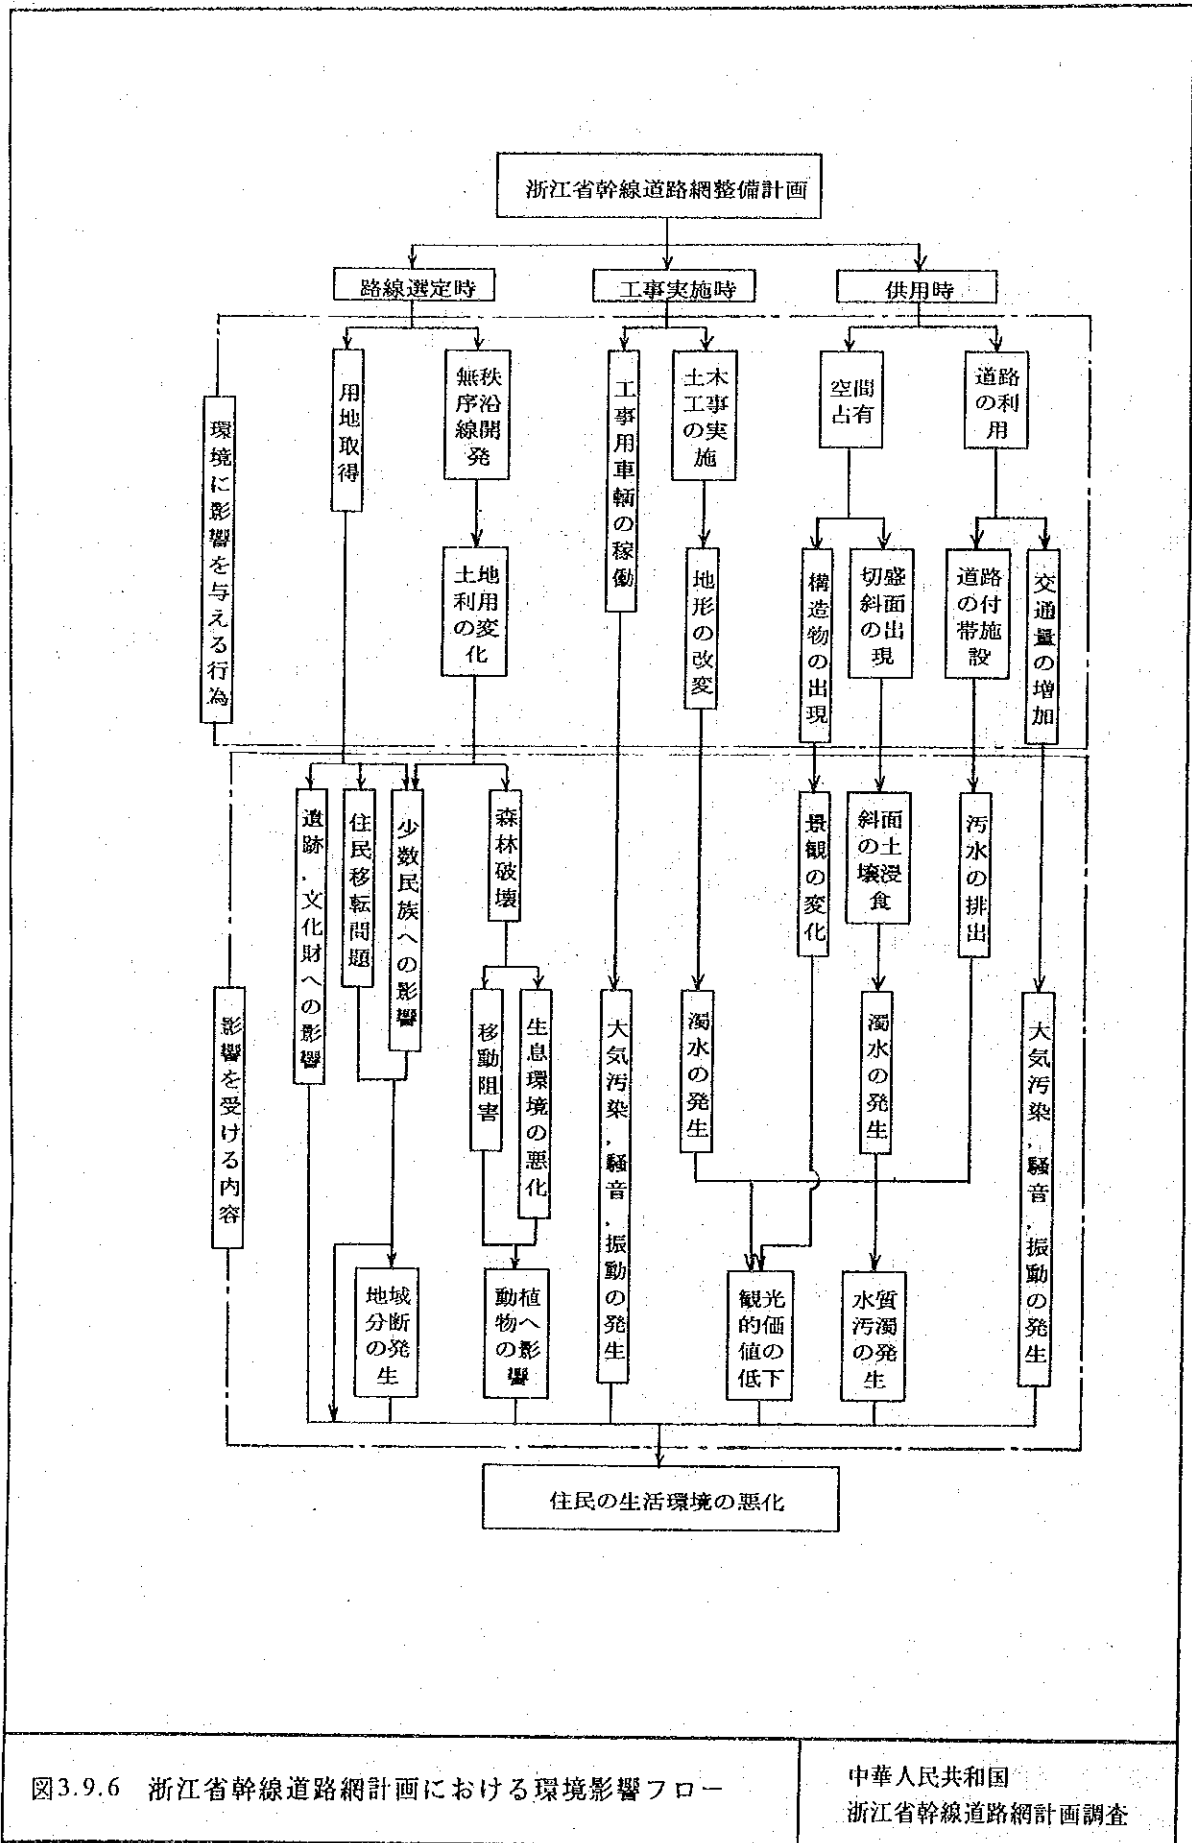 浙江省幹線道路網整備計画
路線選定時
工事実施時
供用時
環境に影響を与える行為
用地取得
無秩
序沿
線開
発
土地
利用
の変
化
工事用車輌の稼働
土木
工事
の実
施
地形の改変
空間
占有
構造物の出現
切盛
斜面
の出
現
道路
の利
用
道路
の付
帯施
設
交通量の増加
影響を受ける内容
遺跡，文化財への影響
住民移転問題
少数民族への影響
森林破壊
移動阻害
生息環境の悪化
大気汚染，騒音，振動の発生
濁水の発生
景観の変化
斜面
の土
壌浸
食
濁水の発生
汚水の排出
大気汚染，騒音，振動の発生
地域
分断
の発
生
動植
物へ
の影
響
観光
的価
値の
低下
水質
汚濁
の発
生
住民の生活環境の悪化
図3.9.6 浙江省幹線道路網計画における環境影響フロー
中華人民共和国
浙江省幹線道路網計画調査